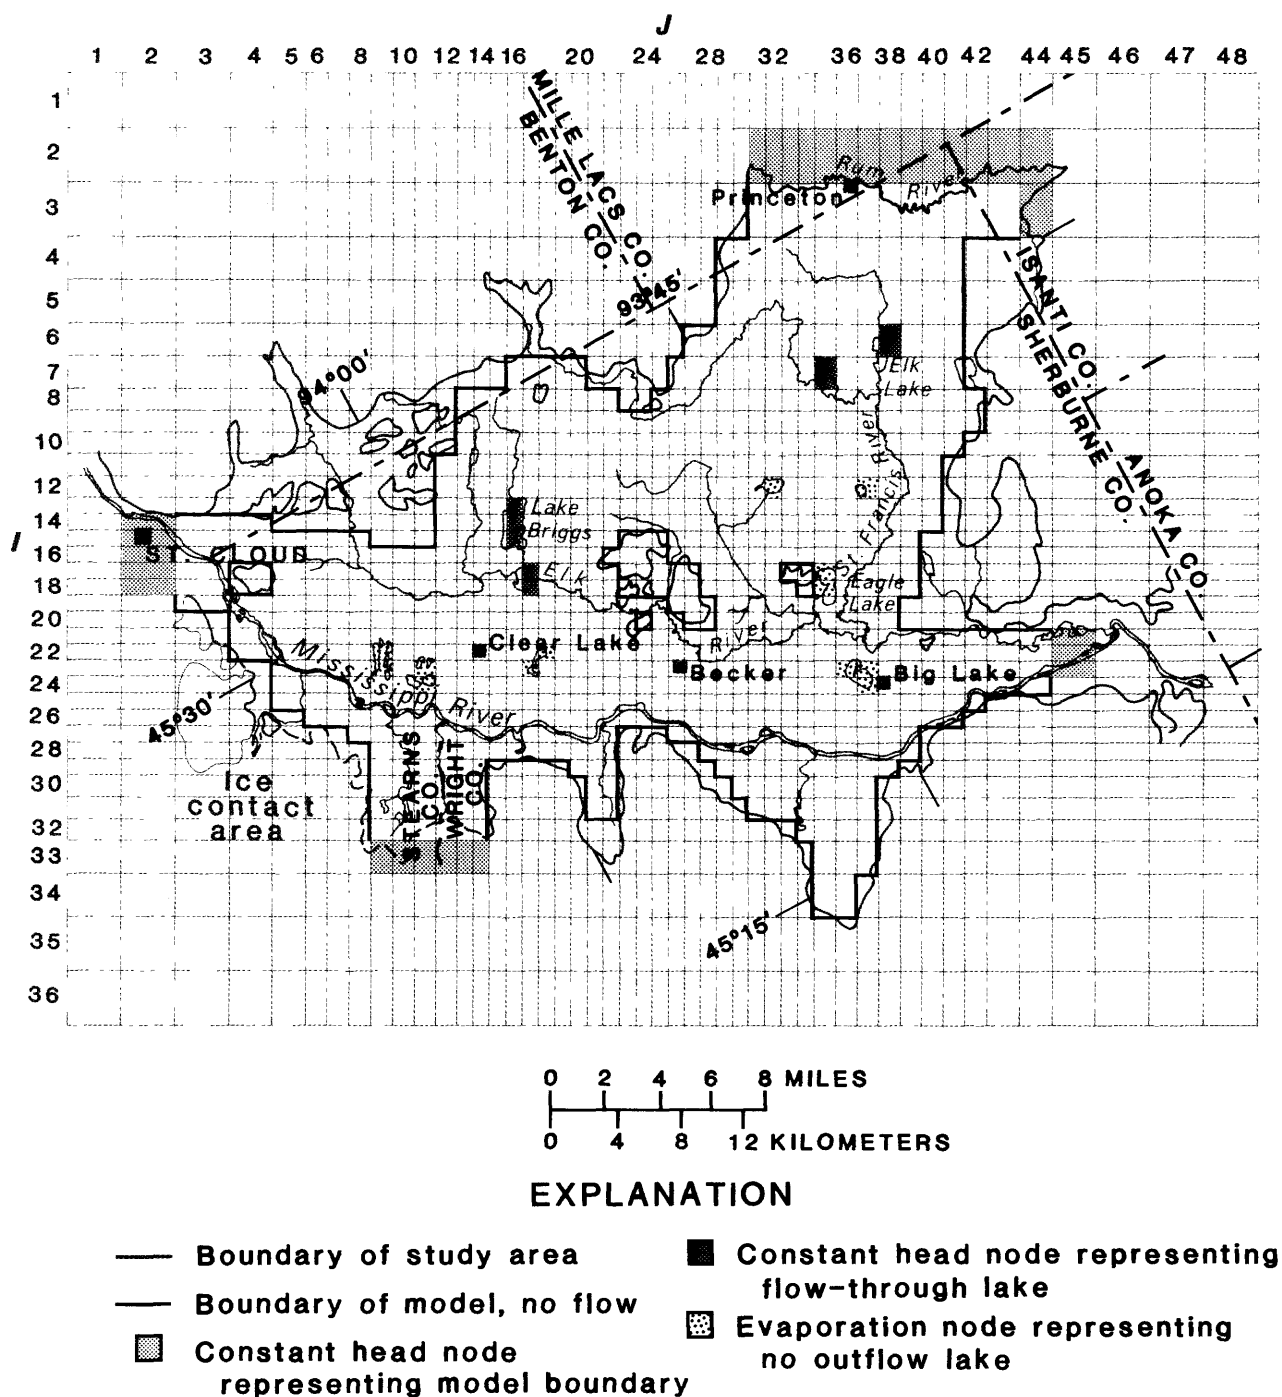 J
1 2 3 4 5 6 8 10 12 14 16 20 24 28 32 36 40 42 44 45 46 47 48
1
2
3
4
5
6
7
8
10
12
14
I
16
18
20
22
24
26
28
30
32
33
34
35
36
MILLE LACS CO.
BENTON CO.
Rum
River
Princeton
93°45'
ISANTI CO.
SHERBURNE CO.
ANOKA CO.
94°00'
Elk
Lake
St Francis River
Lake
Briggs
ST. CLOUD
Elk
River
Eagle
Lake
Clear Lake
Becker
Big Lake
Mississippi River
45°30'
Ice
contact
area
STEARNS
CO.
WRIGHT
CO.
45°15'
0 2 4 6 8 MILES
0 4 8 12 KILOMETERS
EXPLANATION
Boundary of study area
Boundary of model, no flow
Constant head node
representing model boundary
Constant head node representing
flow-through lake
Evaporation node representing
no outflow lake